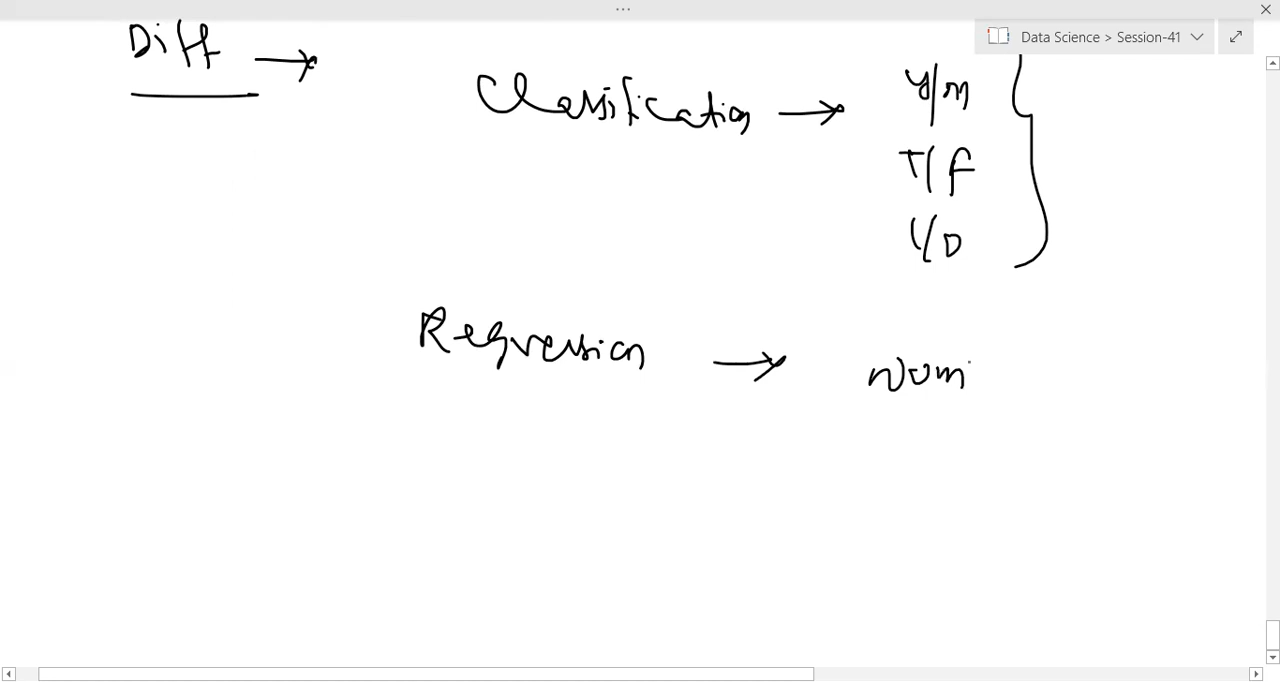 Data Science > Session-41
Diff →
Classification → Y/n
T/F
1/0
Regression → Num